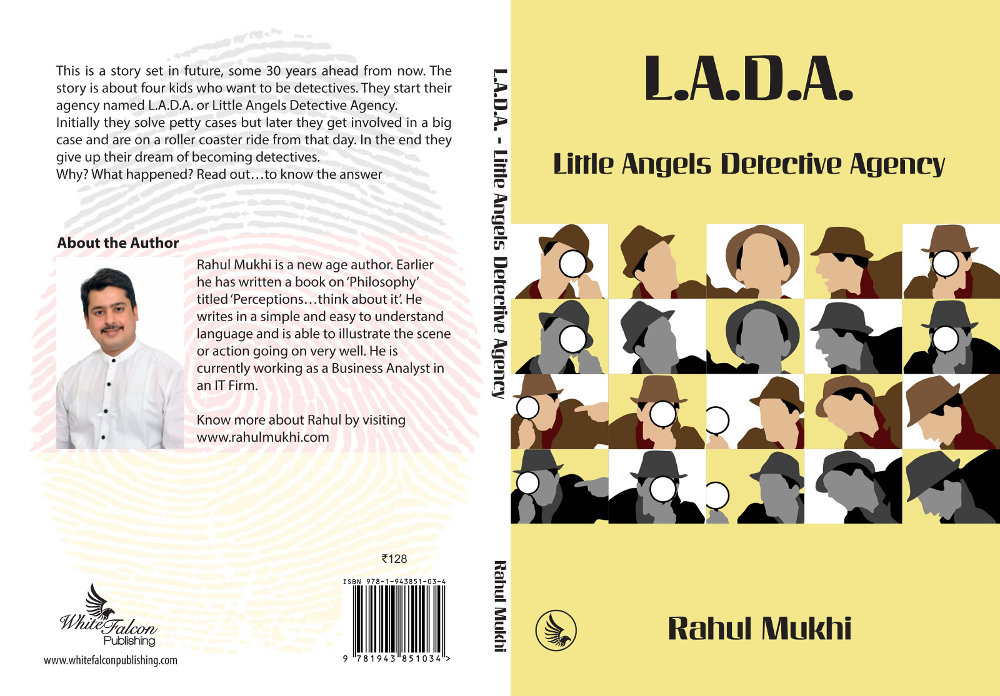 This is a story set in future, some 30 years ahead from now. The
story is about four kids who want to be detectives. They start their
agency named L.A.D.A. or Little Angels Detective Agency.
Initially they solve petty cases but later they get involved in a big
case and are on a roller coaster ride from that day. In the end they
give up their dream of becoming detectives.
Why? What happened? Read out…to know the answer
About the Author
Rahul Mukhi is a new age author. Earlier
he has written a book on ‘Philosophy’
titled ‘Perceptions…think about it’. He
writes in a simple and easy to understand
language and is able to illustrate the scene
or action going on very well. He is
currently working as a Business Analyst in
an IT Firm.
Know more about Rahul by visiting
www.rahulmukhi.com
₹128
ISBN 978-1-943851-03-4
9 781943 851034 >
White Falcon
Publishing
www.whitefalconpublishing.com
L.A.D.A. - Little Angels Detective Agency
Rahul Mukhi
L.A.D.A.
Little Angels Detective Agency
Rahul Mukhi